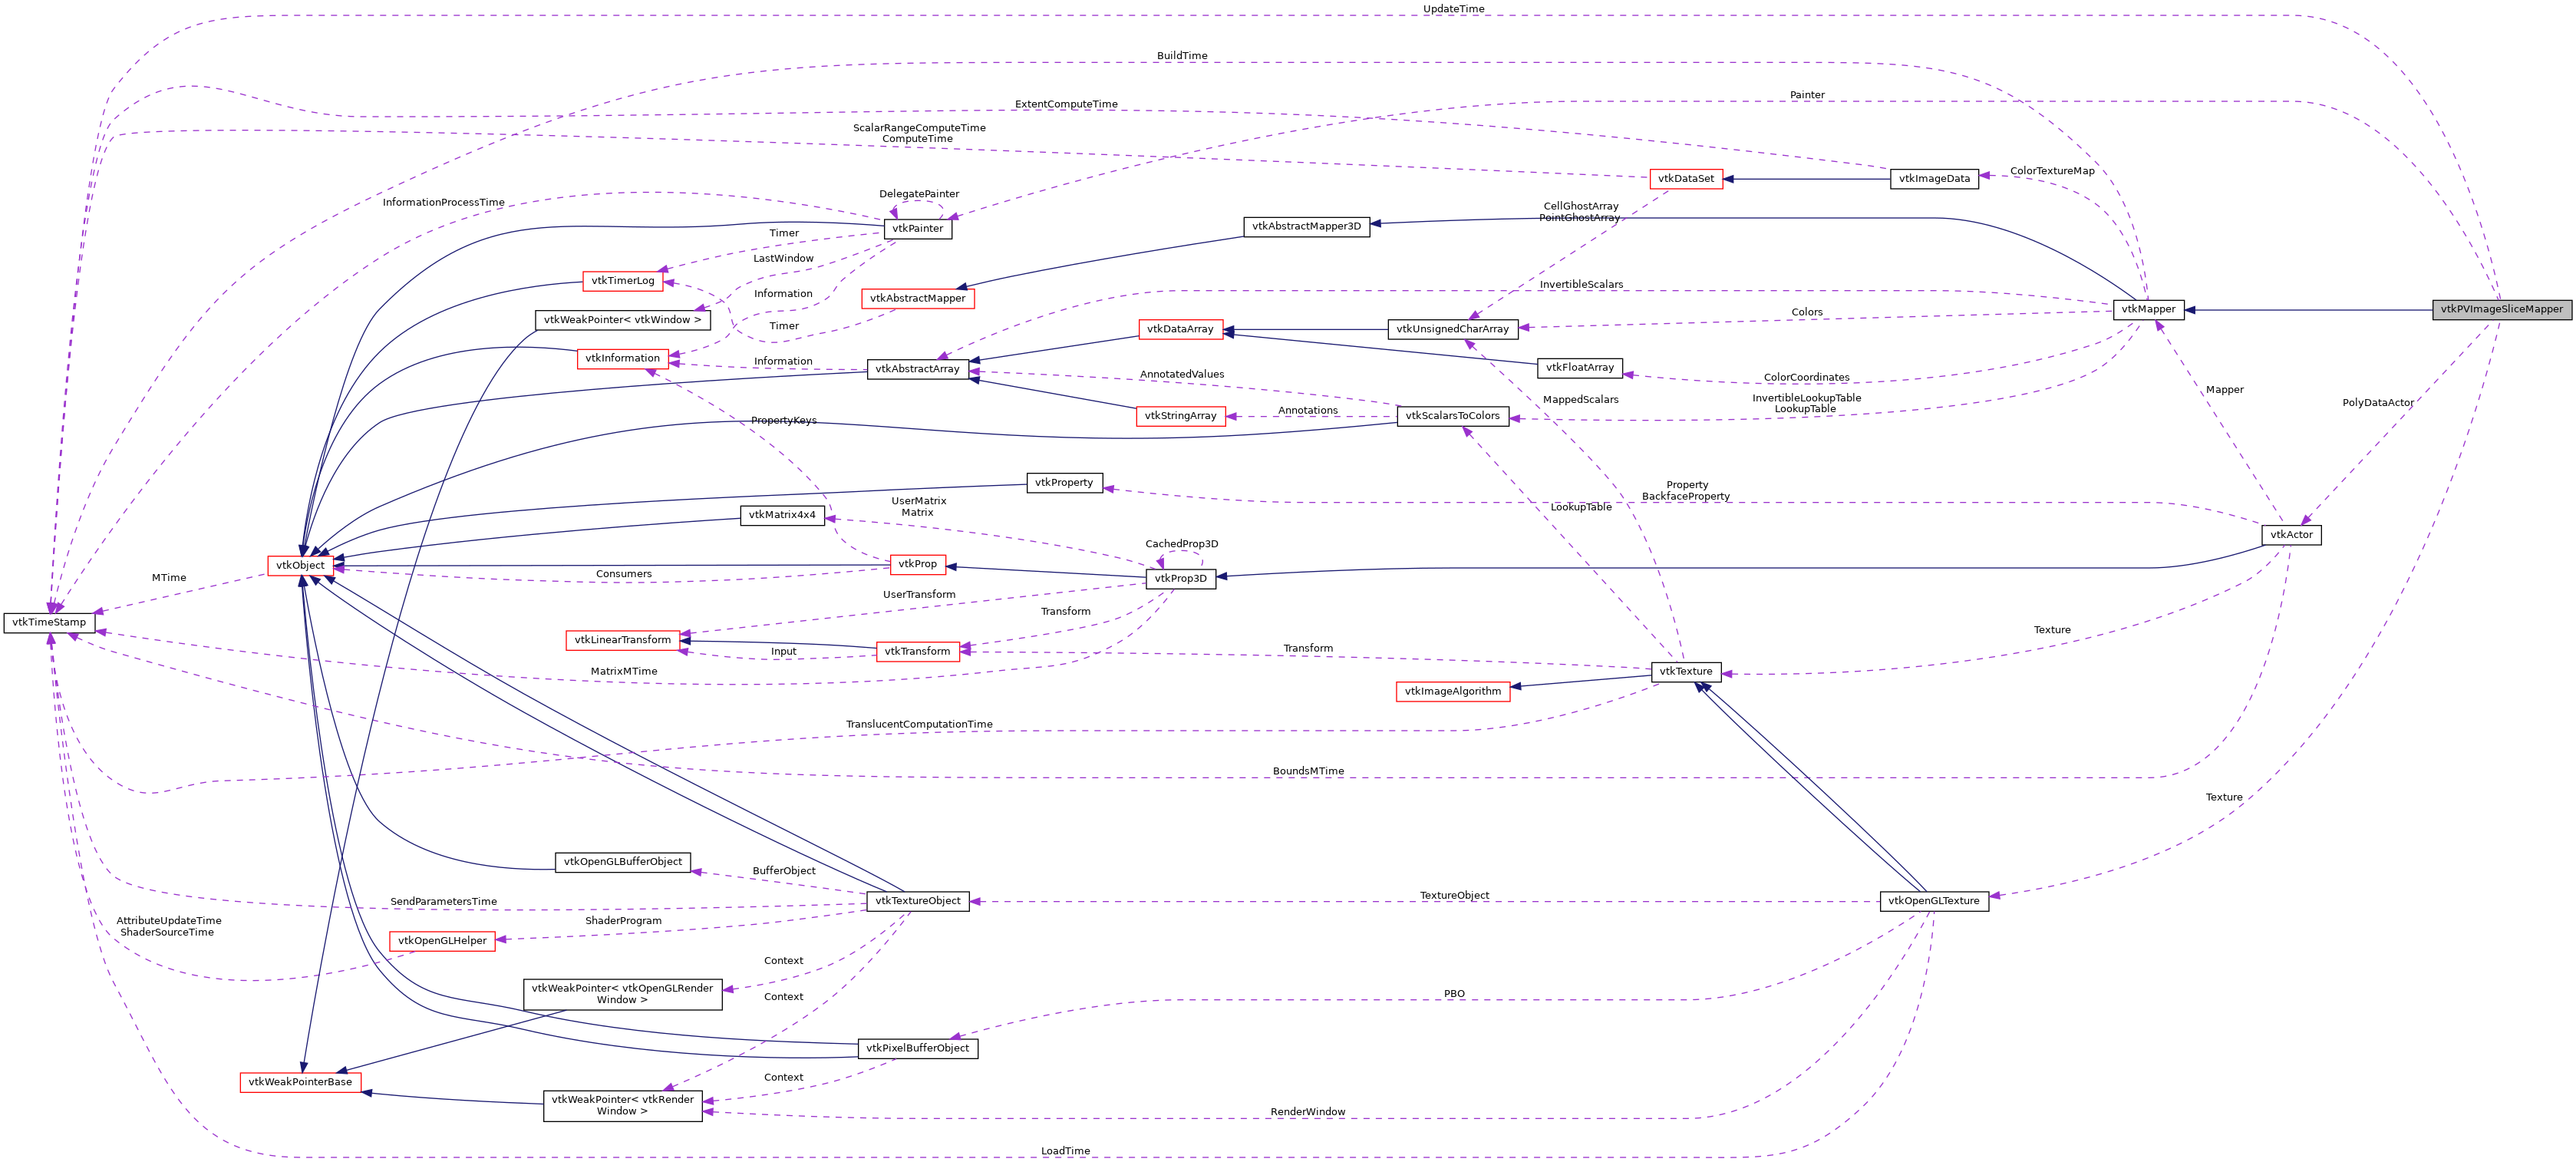 UpdateTime
BuildTime
Painter
ExtentComputeTime
ScalarRangeComputeTime
ComputeTime
ColorTextureMap
vtkDataSet
vtkImageData
DelegatePainter
InformationProcessTime
CellGhostArray
PointGhostArray
vtkPainter
vtkAbstractMapper3D
Timer
LastWindow
vtkTimerLog
InvertibleScalars
Information
vtkAbstractMapper
vtkMapper
vtkPVImageSliceMapper
Colors
vtkWeakPointer< vtkWindow >
Timer
vtkDataArray
vtkUnsignedCharArray
vtkInformation
Information
vtkAbstractArray
vtkFloatArray
AnnotatedValues
ColorCoordinates
Mapper
MappedScalars
InvertibleLookupTable
LookupTable
PolyDataActor
Annotations
vtkStringArray
vtkScalarsToColors
PropertyKeys
vtkProperty
Property
BackfaceProperty
UserMatrix
Matrix
LookupTable
vtkMatrix4x4
vtkActor
CachedProp3D
vtkObject
vtkProp
Consumers
MTime
vtkProp3D
UserTransform
Transform
vtkTimeStamp
Texture
vtkLinearTransform
Input
vtkTransform
Transform
MatrixMTime
vtkTexture
vtkImageAlgorithm
TranslucentComputationTime
BoundsMTime
Texture
vtkOpenGLBufferObject
BufferObject
TextureObject
SendParametersTime
vtkTextureObject
vtkOpenGLTexture
AttributeUpdateTime
ShaderSourceTime
ShaderProgram
vtkOpenGLHelper
Context
vtkWeakPointer< vtkOpenGLRender
Window >
Context
PBO
vtkPixelBufferObject
vtkWeakPointerBase
Context
vtkWeakPointer< vtkRender
Window >
RenderWindow
LoadTime